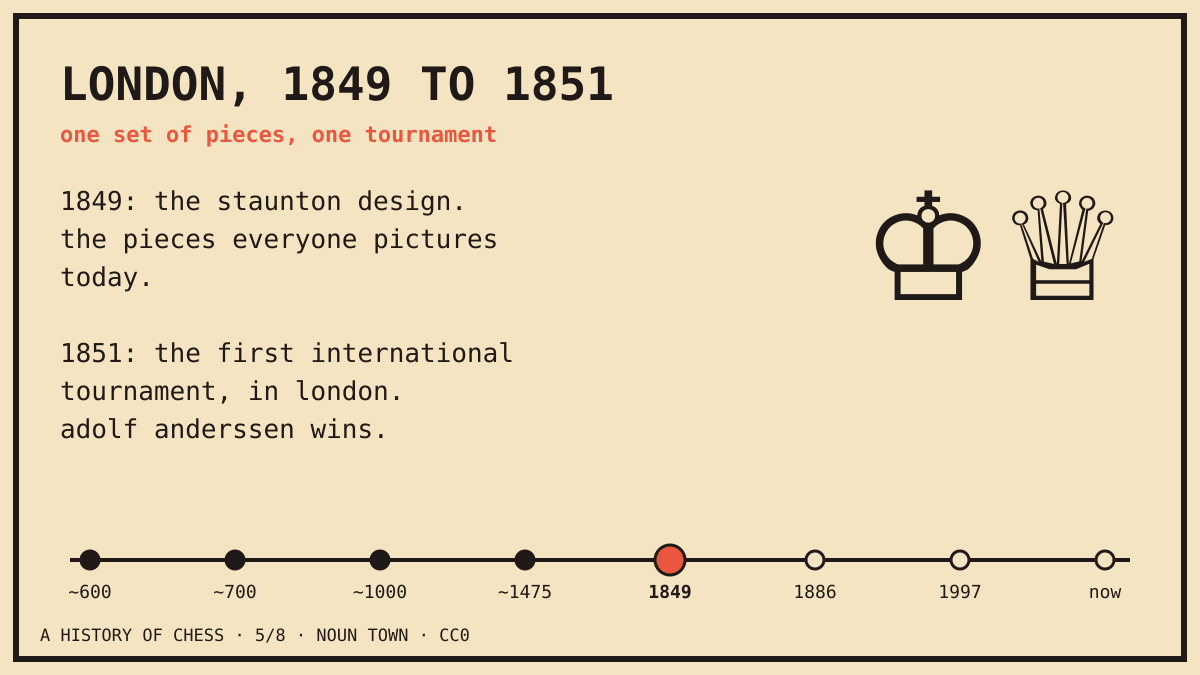 LONDON, 1849 TO 1851
one set of pieces, one tournament
1849: the staunton design.
the pieces everyone pictures
today.
1851: the first international
tournament, in london.
adolf anderssen wins.
~600 ~700 ~1000 ~1475 1849 1886 1997 now
A HISTORY OF CHESS · 5/8 · NOUN TOWN · CC0